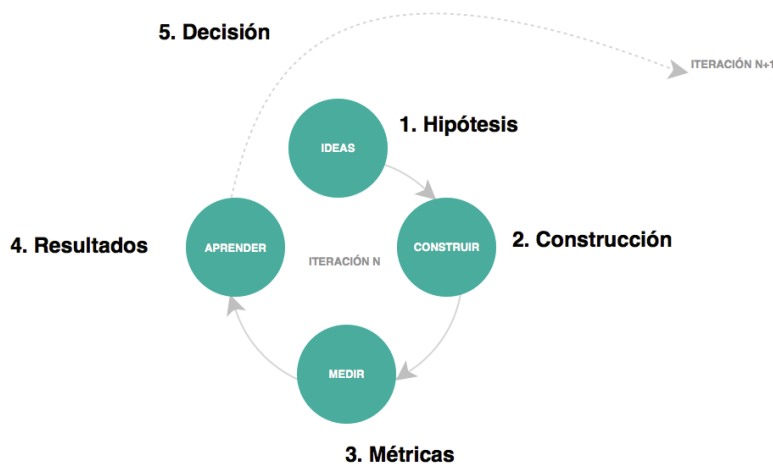 5. Decisión
ITERACIÓN N+1
1. Hipótesis
IDEAS
4. Resultados
APRENDER
ITERACIÓN N
CONSTRUIR
2. Construcción
MEDIR
3. Métricas